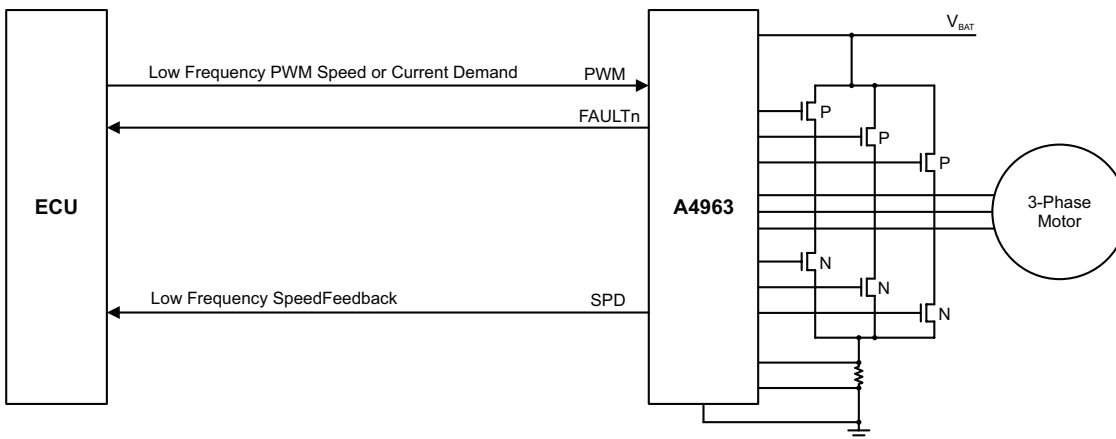 V_BAT
Low Frequency PWM Speed or Current Demand
PWM
FAULTn
P
P
P
ECU
A4963
3-Phase
Motor
N
N
N
Low Frequency SpeedFeedback
SPD